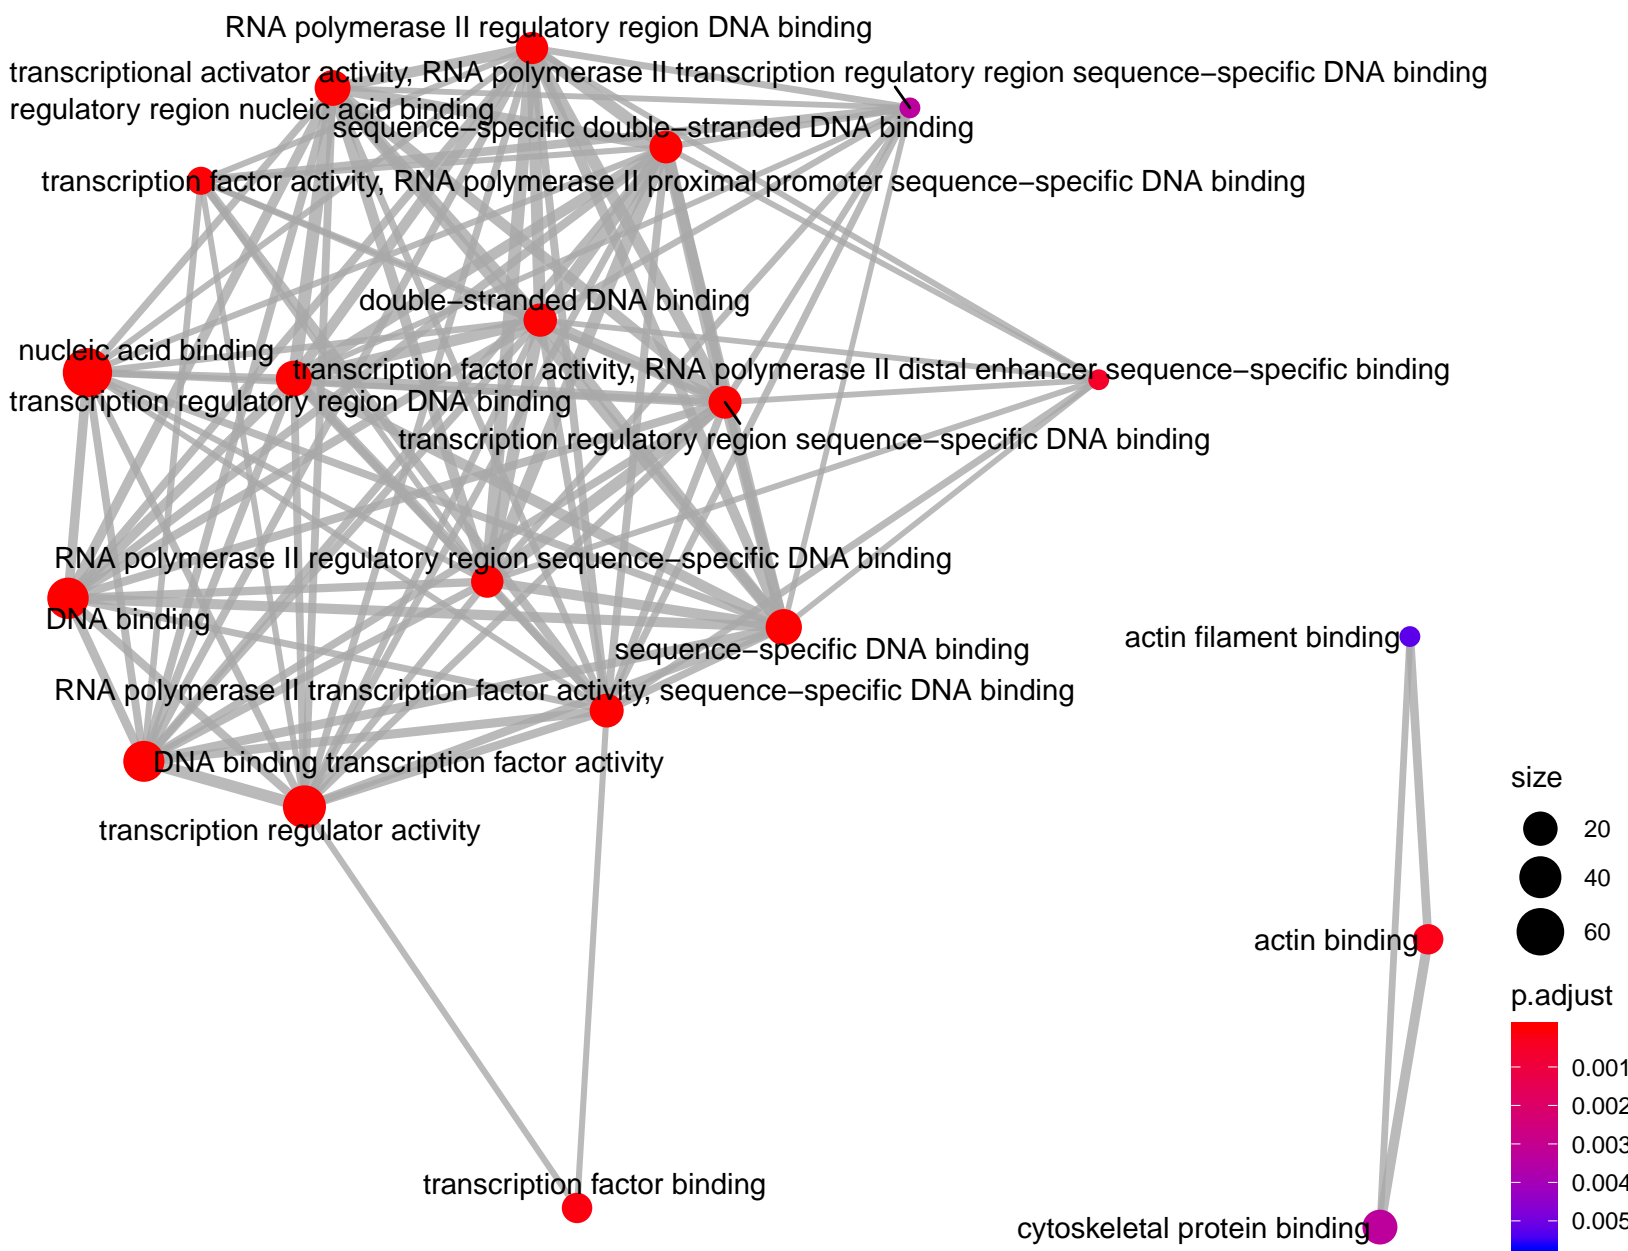 RNA polymerase II regulatory region DNA binding
transcriptional activator activity, RNA polymerase II transcription regulatory region sequence−specific DNA binding
regulatory region nucleic acid binding
sequence−specific double−stranded DNA binding
transcription factor activity, RNA polymerase II proximal promoter sequence−specific DNA binding
double−stranded DNA binding
nucleic acid binding
transcription factor activity, RNA polymerase II distal enhancer sequence−specific binding
transcription regulatory region DNA binding
transcription regulatory region sequence−specific DNA binding
RNA polymerase II regulatory region sequence−specific DNA binding
DNA binding
actin filament binding
sequence−specific DNA binding
RNA polymerase II transcription factor activity, sequence−specific DNA binding
DNA binding transcription factor activity
transcription regulator activity
actin binding
transcription factor binding
cytoskeletal protein binding
size
20
40
60
p.adjust
0.001
0.002
0.003
0.004
0.005